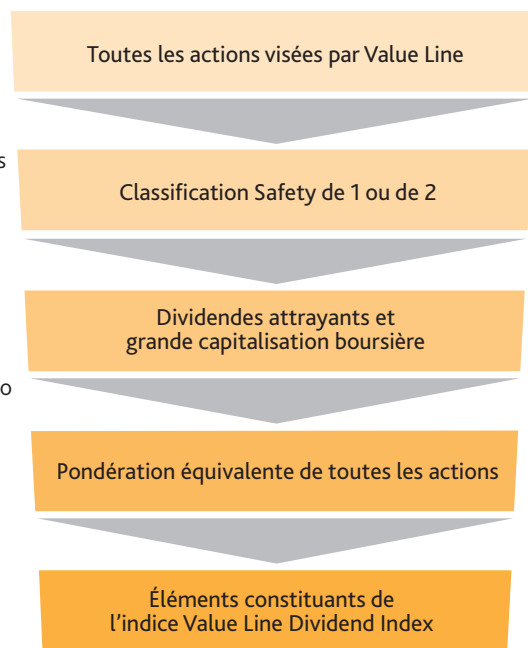 Toutes les actions visées par Value Line
s
Classification Safety de 1 ou de 2
Dividendes attrayants et
grande capitalisation boursière
o
Pondération équivalente de toutes les actions
Éléments constituants de
l'indice Value Line Dividend Index